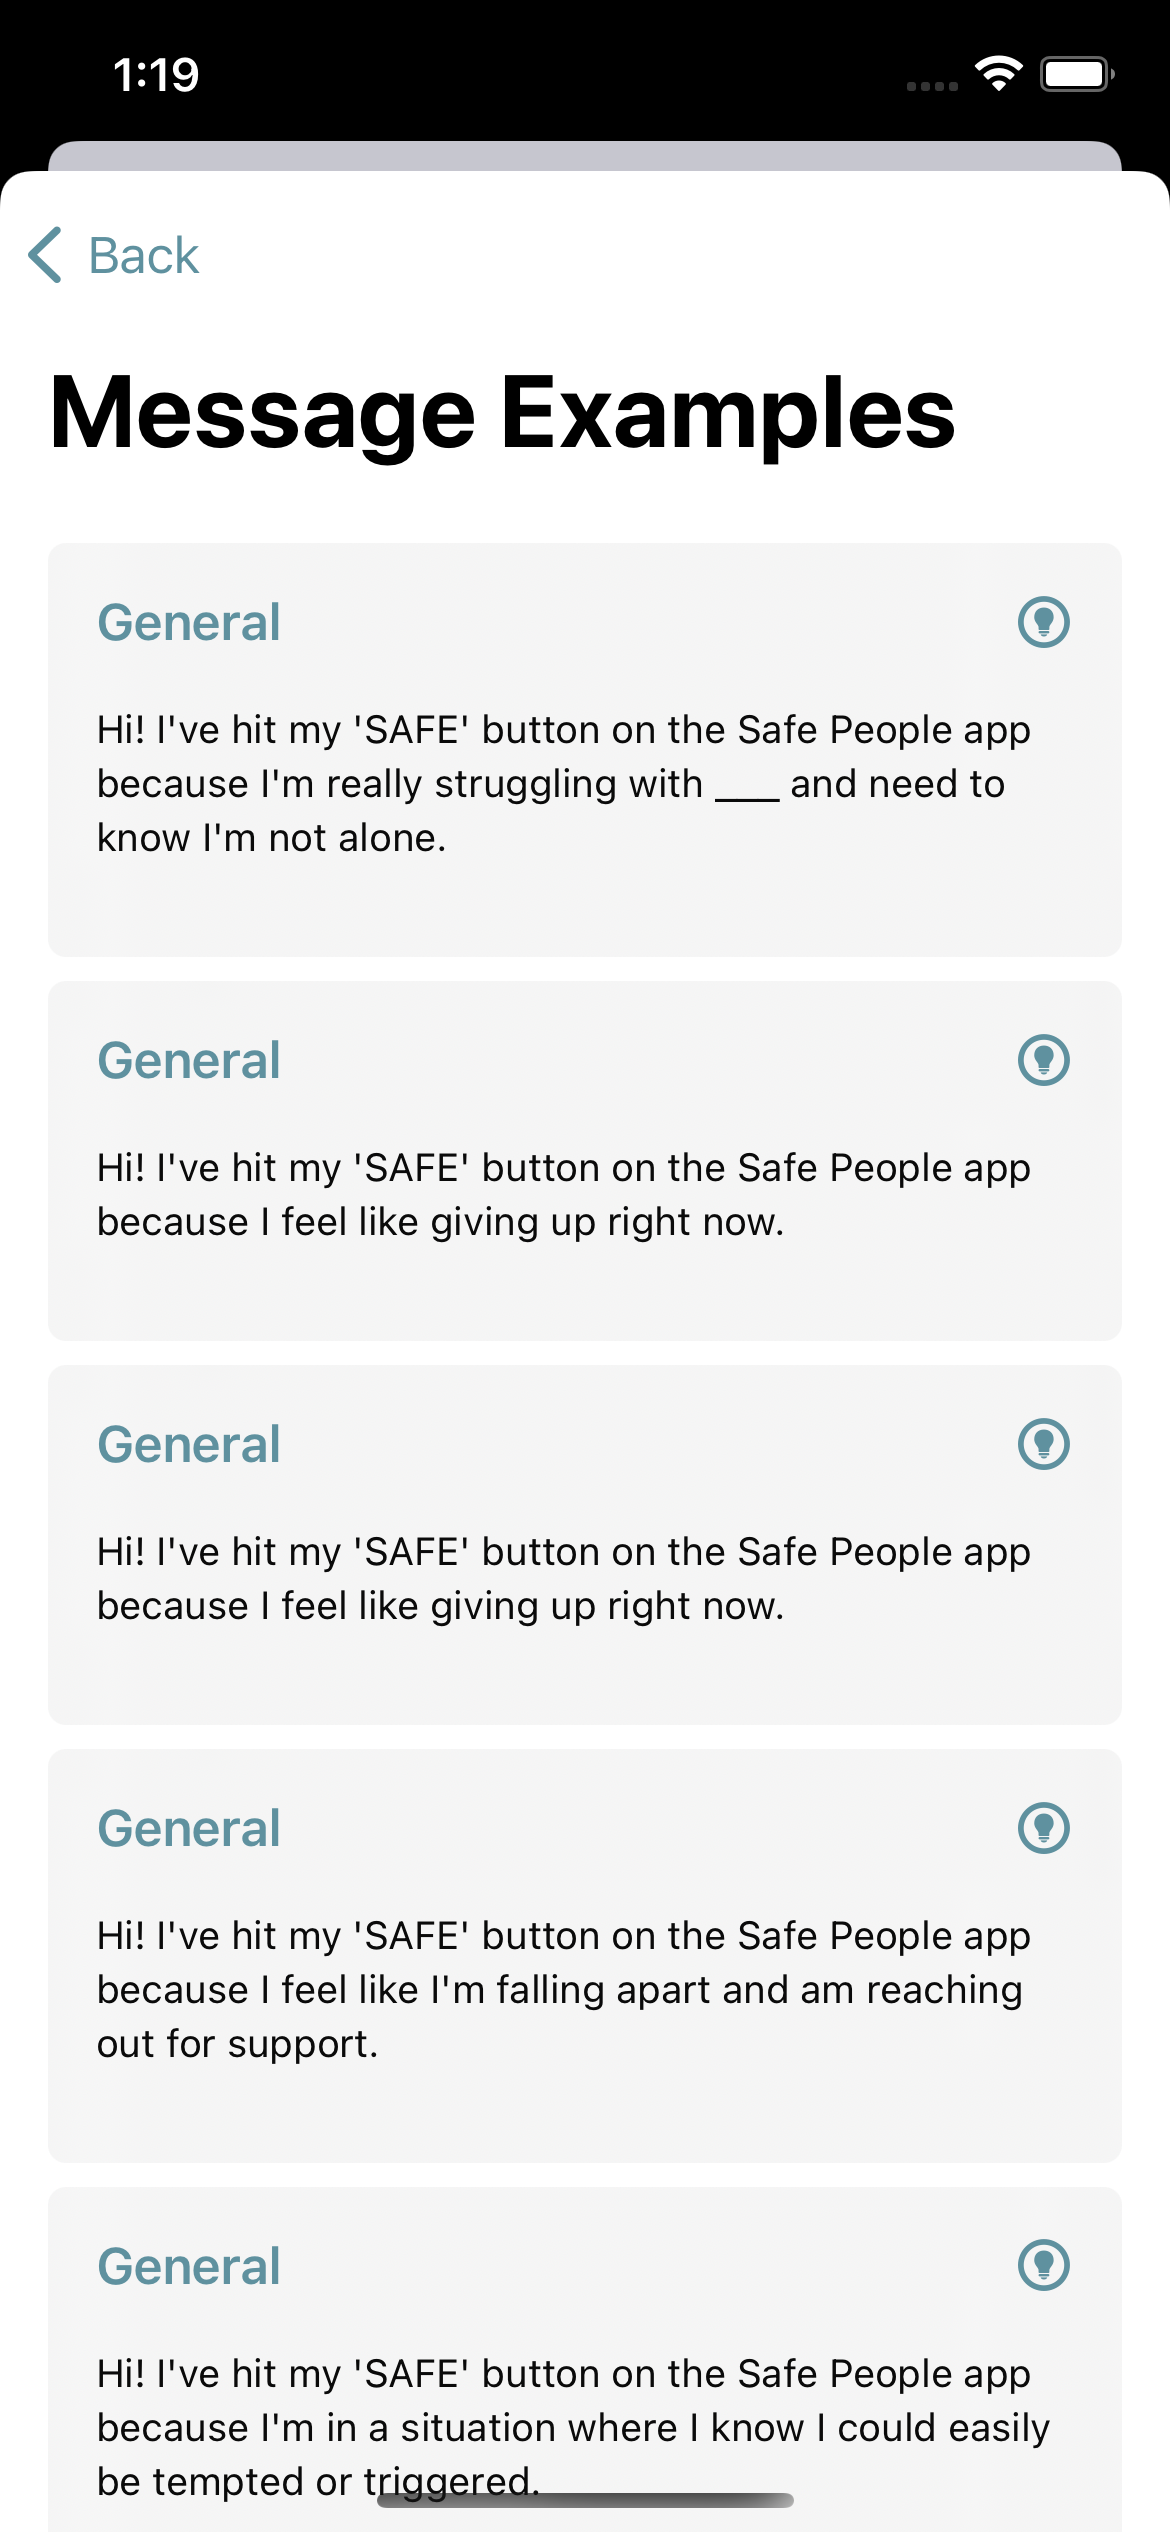 1:19
Back
Message Examples
General
Hi! I've hit my 'SAFE' button on the Safe People app
because I'm really struggling with ____ and need to
know I'm not alone.
General
Hi! I've hit my 'SAFE' button on the Safe People app
because I feel like giving up right now.
General
Hi! I've hit my 'SAFE' button on the Safe People app
because I feel like giving up right now.
General
Hi! I've hit my 'SAFE' button on the Safe People app
because I feel like I'm falling apart and am reaching
out for support.
General
Hi! I've hit my 'SAFE' button on the Safe People app
because I'm in a situation where I know I could easily
be tempted or triggered.